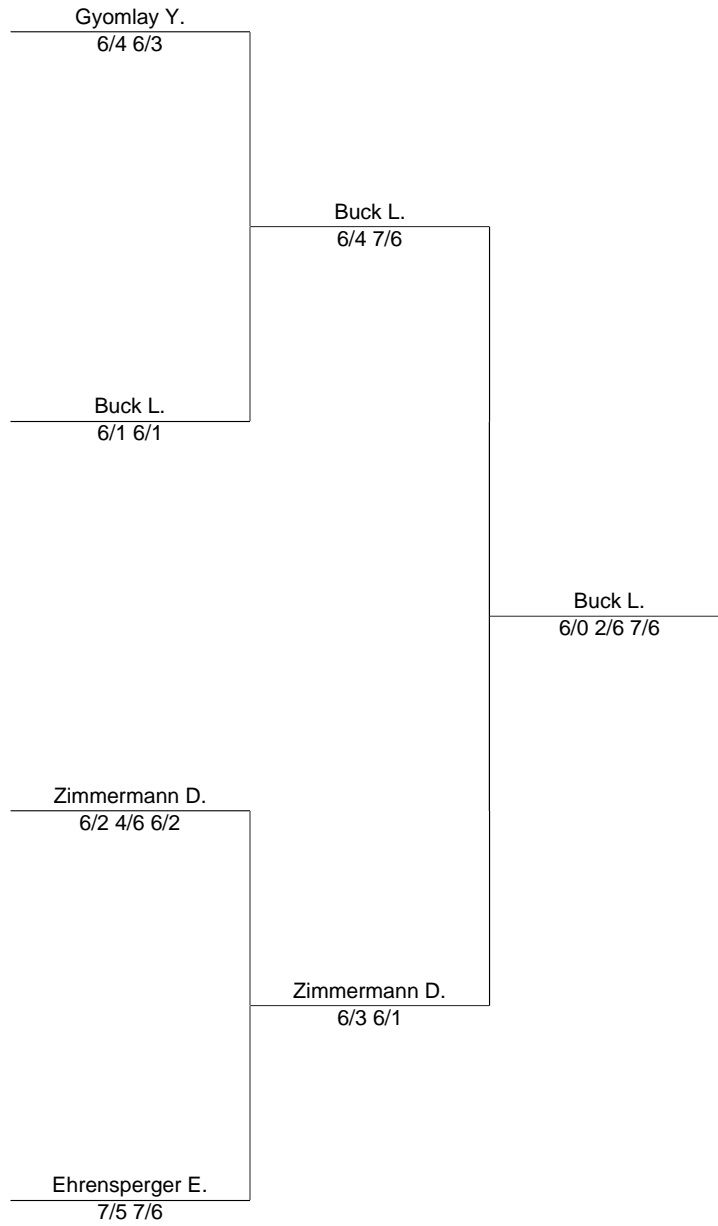 Gyomlay Y.
6/4 6/3
Buck L.
6/4 7/6
Buck L.
6/1 6/1
Buck L.
6/0 2/6 7/6
Zimmermann D.
6/2 4/6 6/2
Zimmermann D.
6/3 6/1
Ehrensperger E.
7/5 7/6